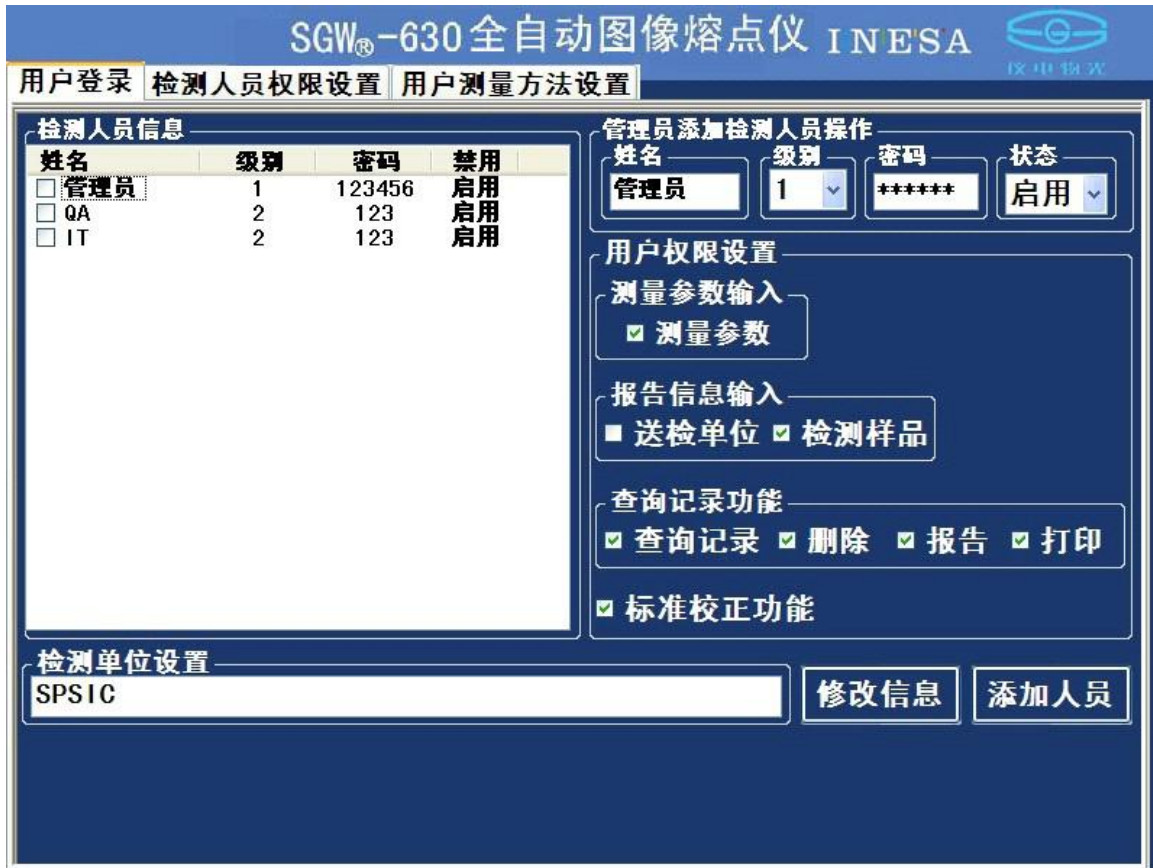 SGW®-630全自动图像熔点仪 INESA
仪电物光
用户登录 检测人员权限设置 用户测量方法设置
检测人员信息
姓名 级别 密码 禁用
管理员 1 123456 启用
QA 2 123 启用
IT 2 123 启用
管理员添加检测人员操作
姓名 级别 密码 状态
管理员 1 ****** 启用
用户权限设置
测量参数输入
测量参数
报告信息输入
送检单位 检测样品
查询记录功能
查询记录 删除 报告 打印
标准校正功能
检测单位设置
SPSIC
修改信息 添加人员